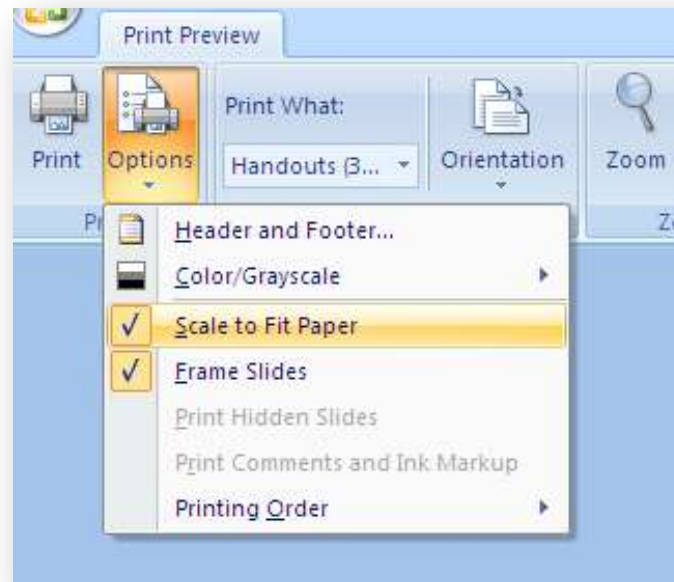 Print Preview
Print
Options
Print What:
Handouts (3...
Orientation
Zoom
Header and Footer...
Color/Grayscale
Scale to Fit Paper
Frame Slides
Print Hidden Slides
Print Comments and Ink Markup
Printing Order